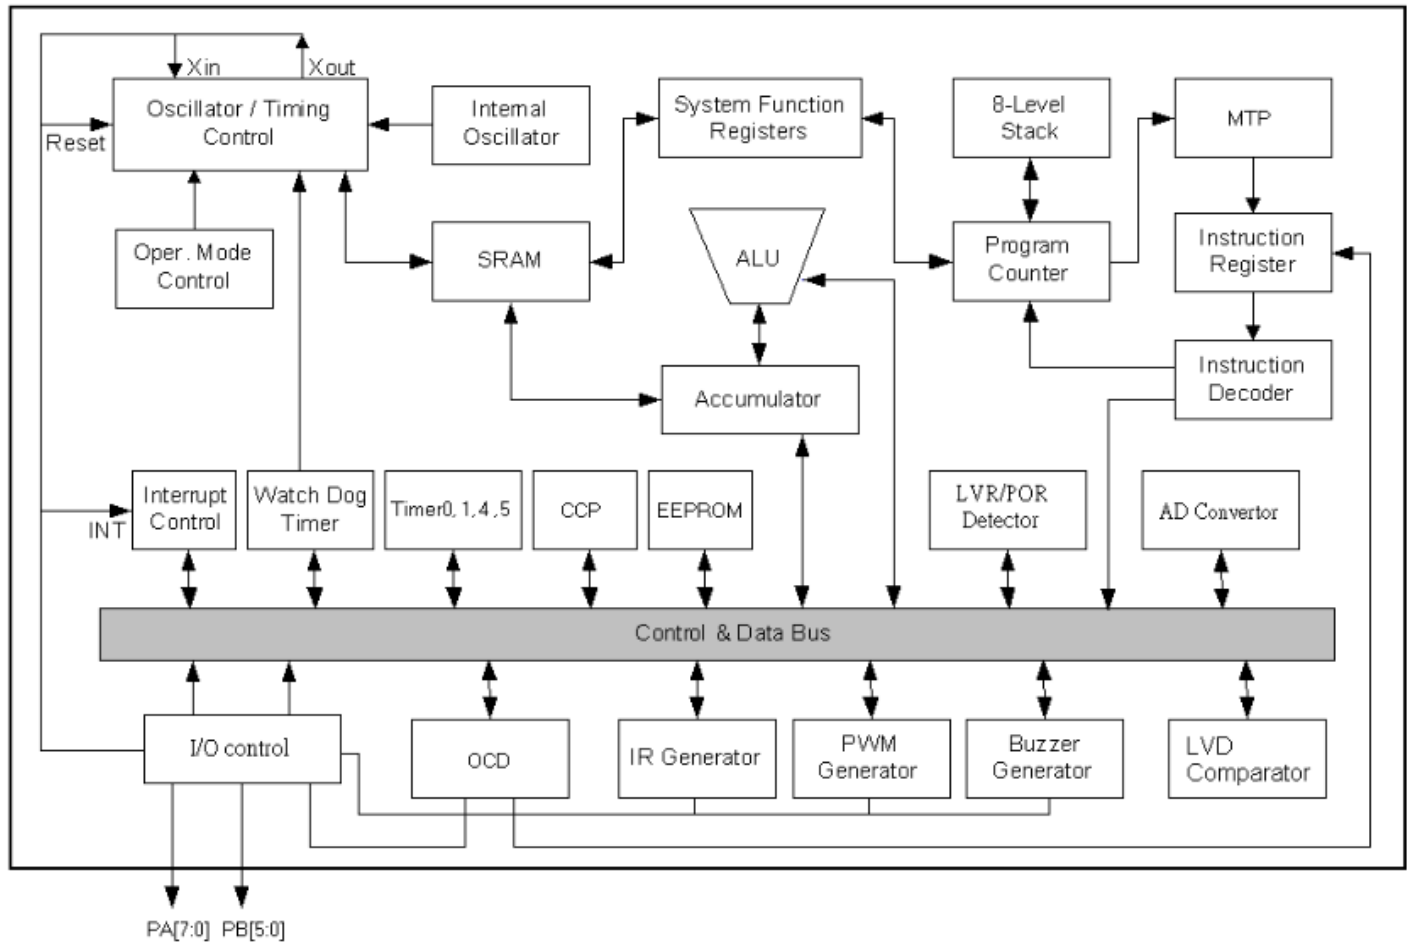 Xin
Xout
Oscillator / Timing
Control
Reset
Internal
Oscillator
System Function
Registers
8-Level
Stack
MTP
Oper. Mode
Control
SRAM
ALU
Program
Counter
Instruction
Register
Accumulator
Instruction
Decoder
INT
Interrupt
Control
Watch Dog
Timer
Timer0, 1,4 ,5
CCP
EEPROM
LVR/POR
Detector
AD Convertor
Control & Data Bus
I/O control
OCD
IR Generator
PWM
Generator
Buzzer
Generator
LVD
Comparator
PA[7:0]
PB[5:0]